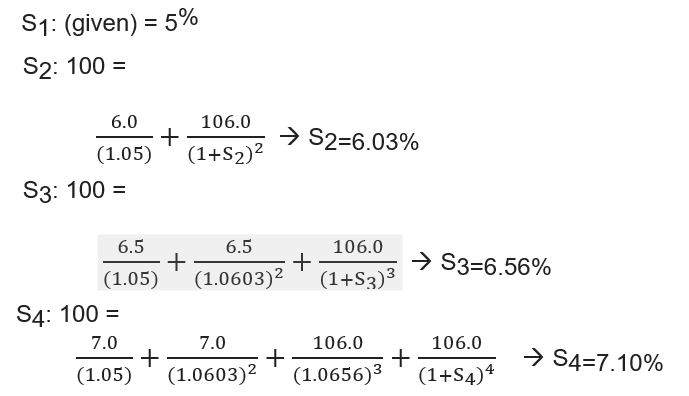 S1: (given) = 5%
S2: 100 =
6.0/(1.05) + 106.0/(1+S2)² → S2=6.03%
S3: 100 =
6.5/(1.05) + 6.5/(1.0603)² + 106.0/(1+S3)³ → S3=6.56%
S4: 100 =
7.0/(1.05) + 7.0/(1.0603)² + 106.0/(1.0656)³ + 106.0/(1+S4)⁴ → S4=7.10%